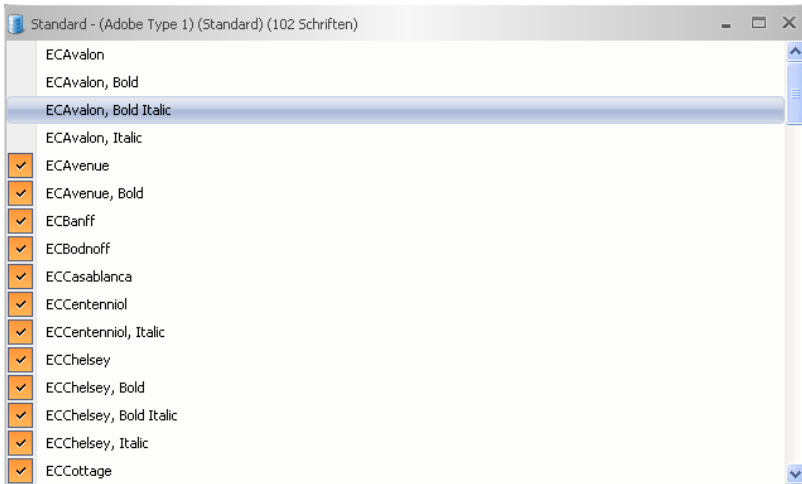 Standard - (Adobe Type 1) (Standard) (102 Schriften)
ECAvalon
ECAvalon, Bold
ECAvalon, Bold Italic
ECAvalon, Italic
ECAvenue
ECAvenue, Bold
ECBanff
ECBodnoff
ECCasablanca
ECCentenniol
ECCentenniol, Italic
ECChelsey
ECChelsey, Bold
ECChelsey, Bold Italic
ECChelsey, Italic
ECCottage